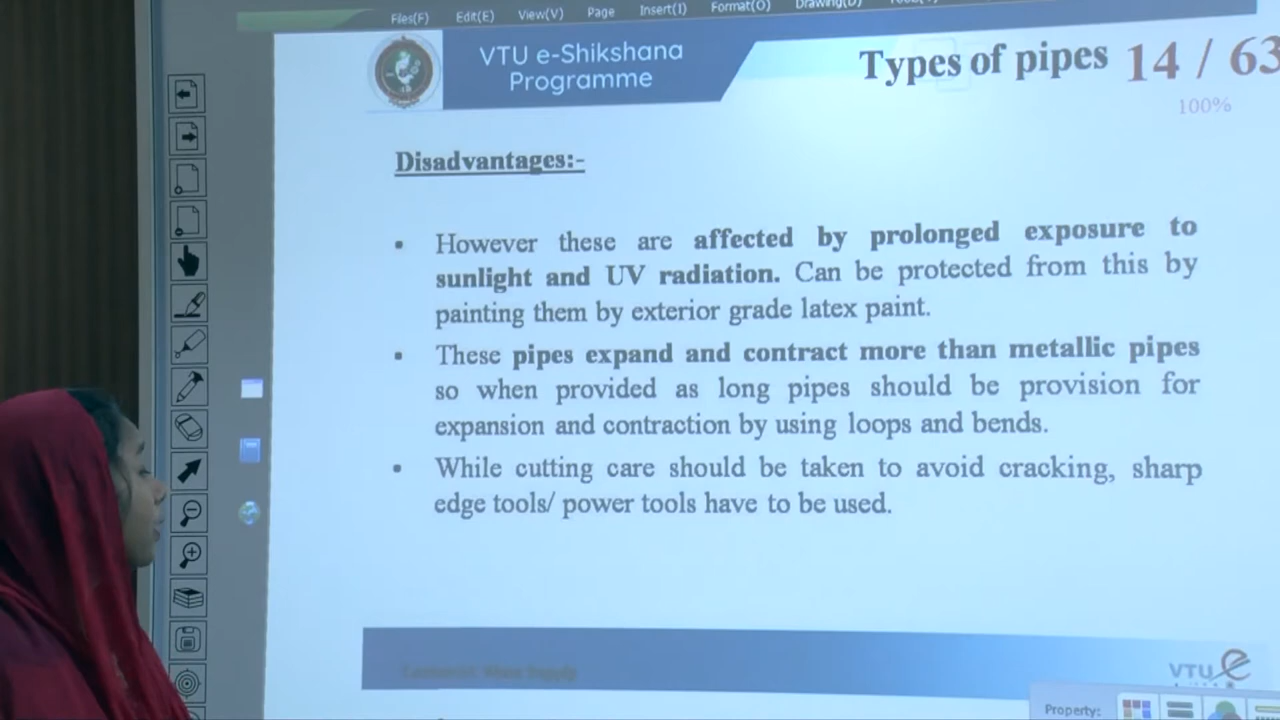 Files(F) Edit(E) View(V) Page Insert(I) Format(O) Drawing(D)
VTU e-Shikshana
Programme
Types of pipes 14 / 63
100%
Disadvantages:-
However these are affected by prolonged exposure to
sunlight and UV radiation. Can be protected from this by
painting them by exterior grade latex paint.
These pipes expand and contract more than metallic pipes
so when provided as long pipes should be provision for
expansion and contraction by using loops and bends.
While cutting care should be taken to avoid cracking, sharp
edge tools/ power tools have to be used.
VTU e
Property: